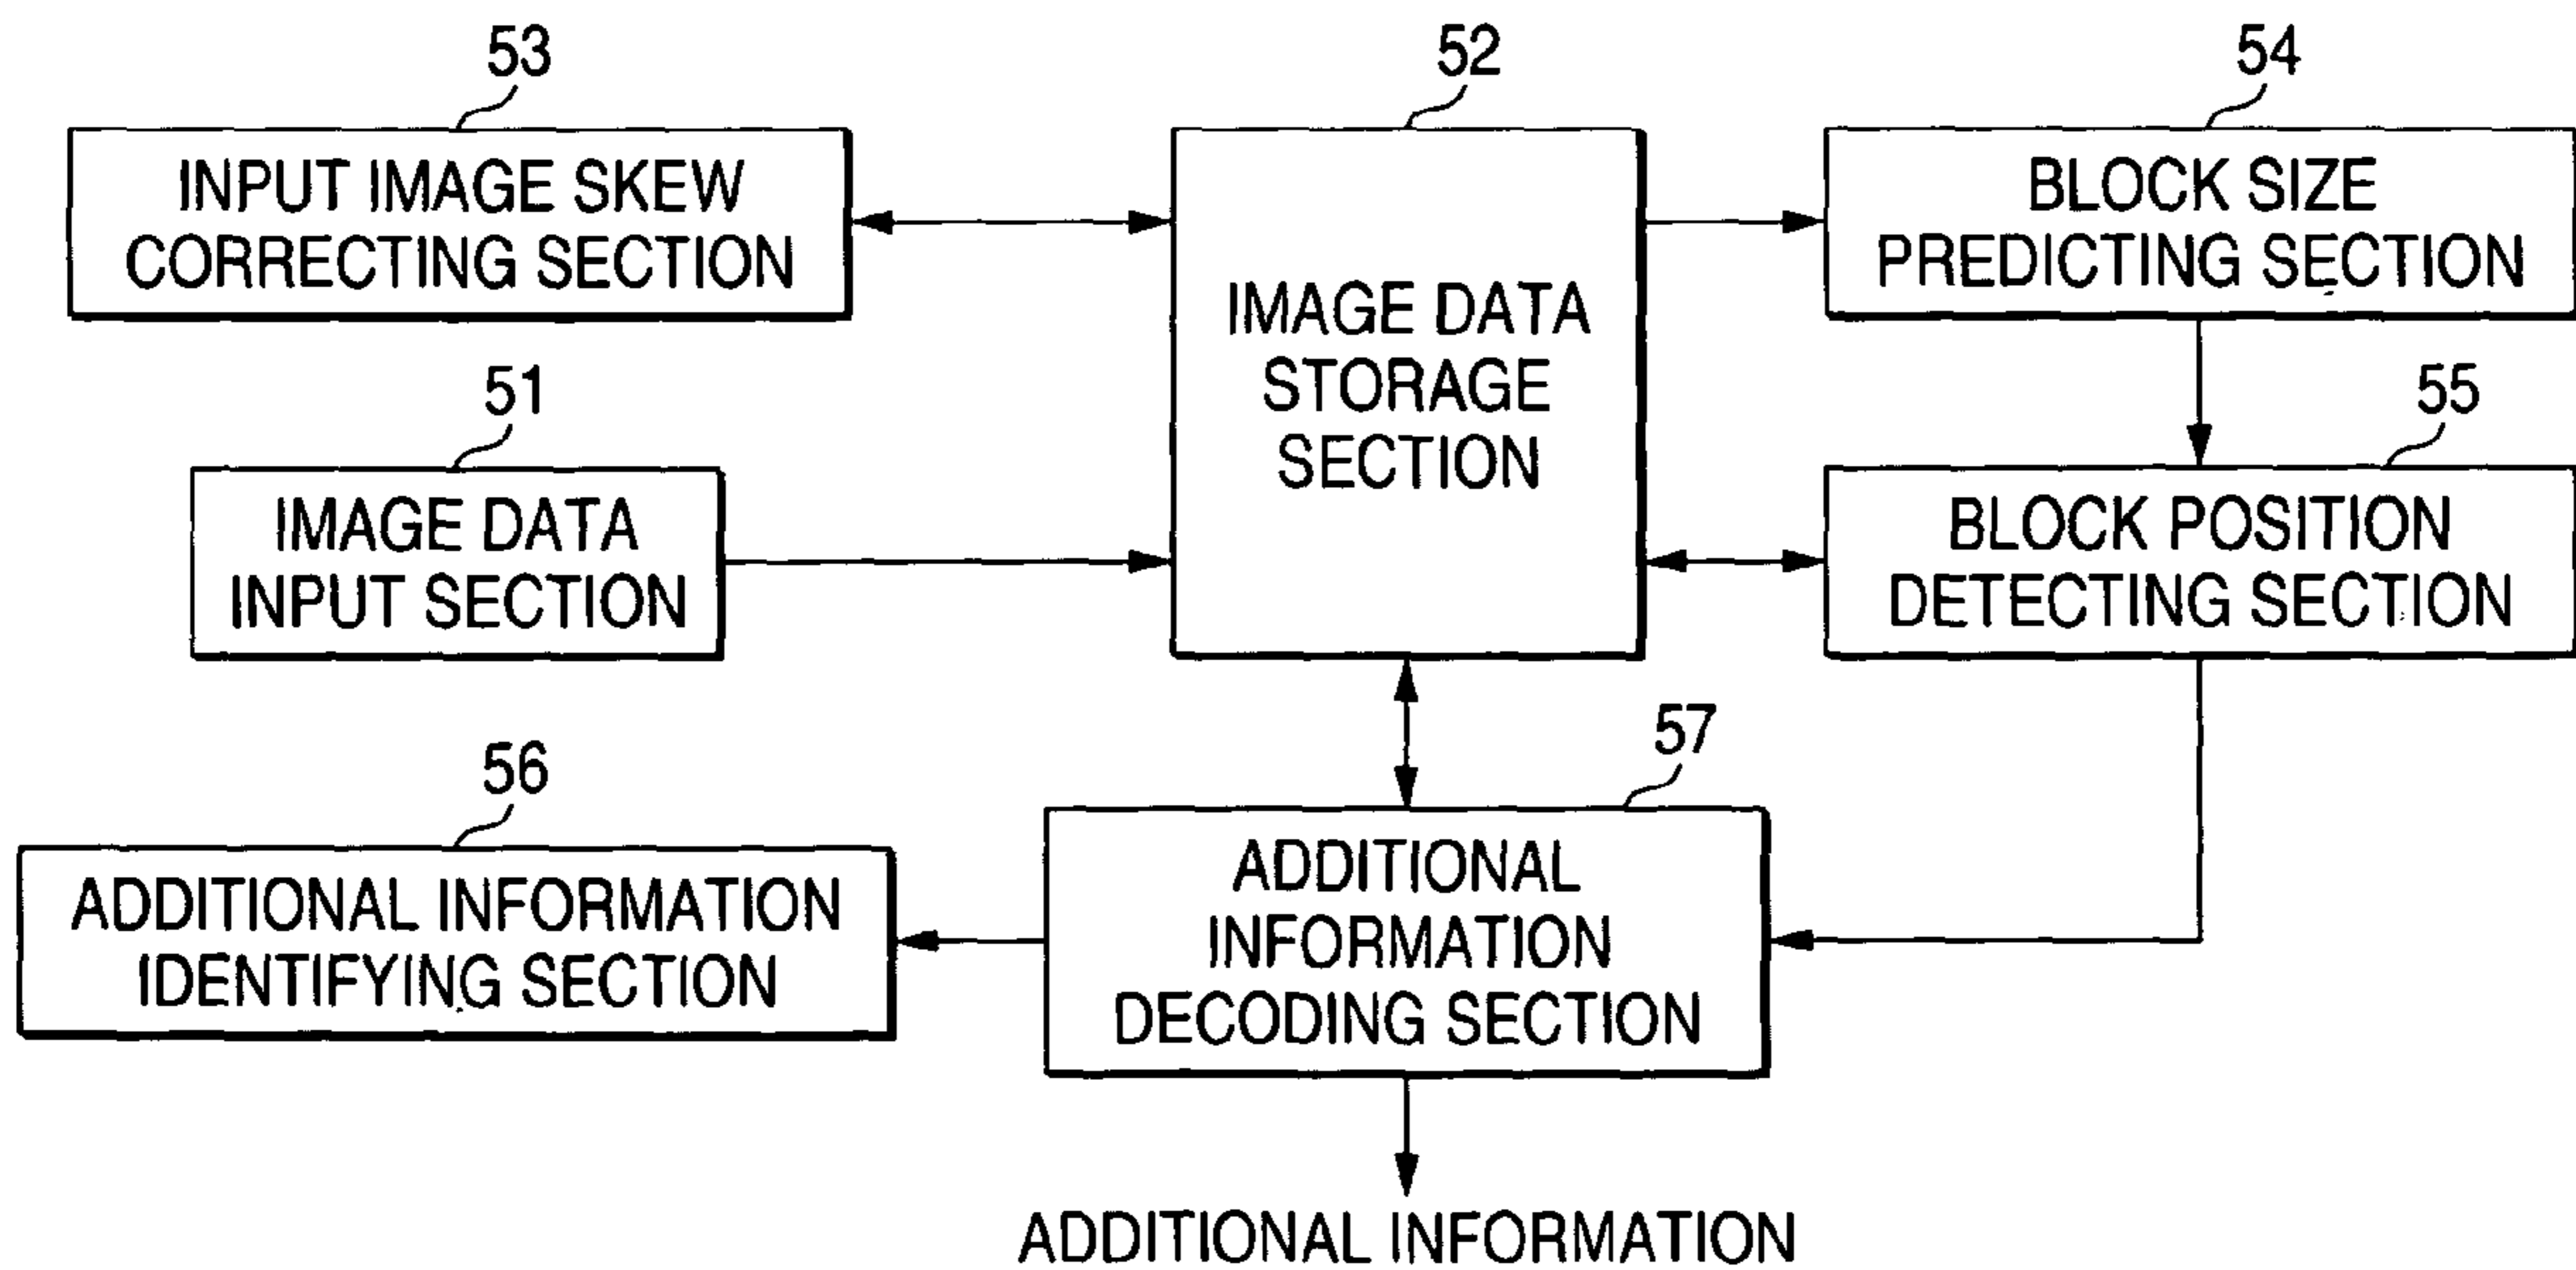 53
INPUT IMAGE SKEW
CORRECTING SECTION
52
IMAGE DATA
STORAGE
SECTION
54
BLOCK SIZE
PREDICTING SECTION
51
IMAGE DATA
INPUT SECTION
55
BLOCK POSITION
DETECTING SECTION
56
ADDITIONAL INFORMATION
IDENTIFYING SECTION
57
ADDITIONAL
INFORMATION
DECODING SECTION
ADDITIONAL INFORMATION